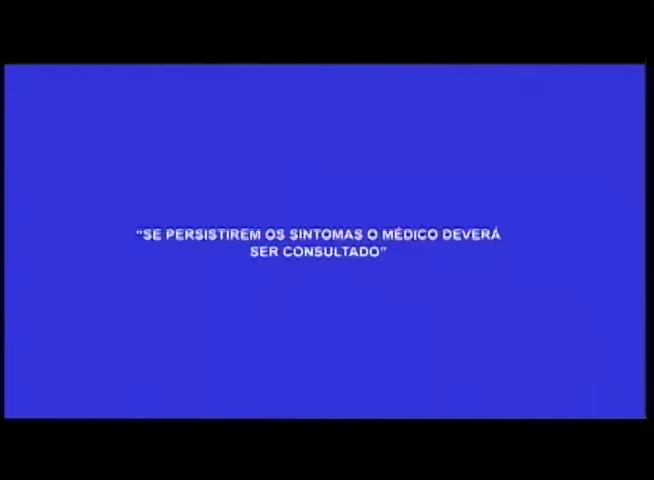 "SE PERSISTIREM OS SINTOMAS O MÉDICO DEVERÁ
SER CONSULTADO"